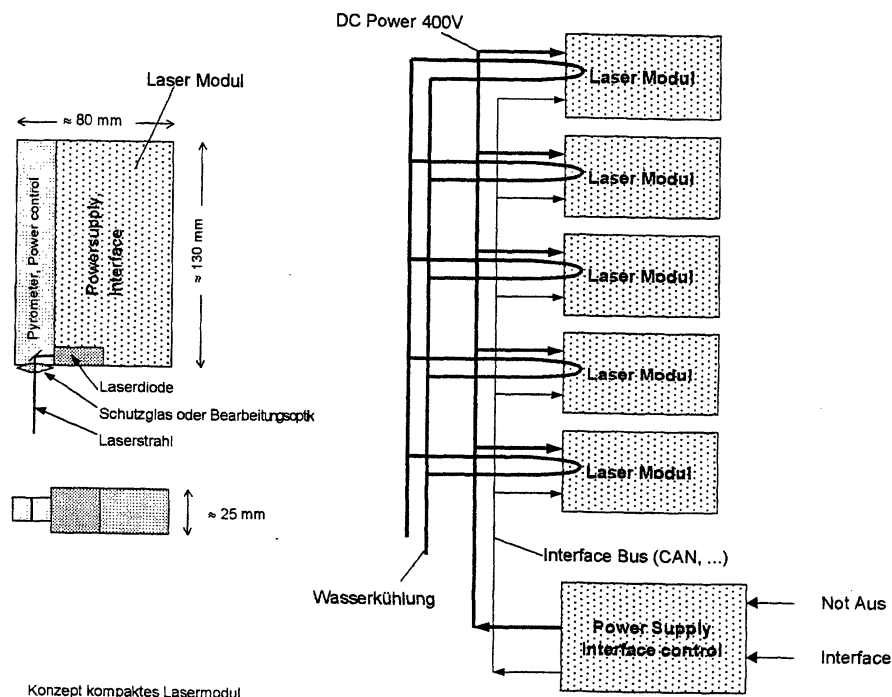 DC Power 400V
Laser Modul
≈ 80 mm
Pyrometer, Power control
Powersupply,
Interface
≈ 130 mm
Laserdiode
Schutzglas oder Bearbeitungsoptik
Laserstrahl
≈ 25 mm
Laser Modul
Laser Modul
Laser Modul
Laser Modul
Laser Modul
Interface Bus (CAN, ...)
Wasserkühlung
Power Supply
Interface control
Not Aus
Interface
Konzept kompaktes Lasermodul